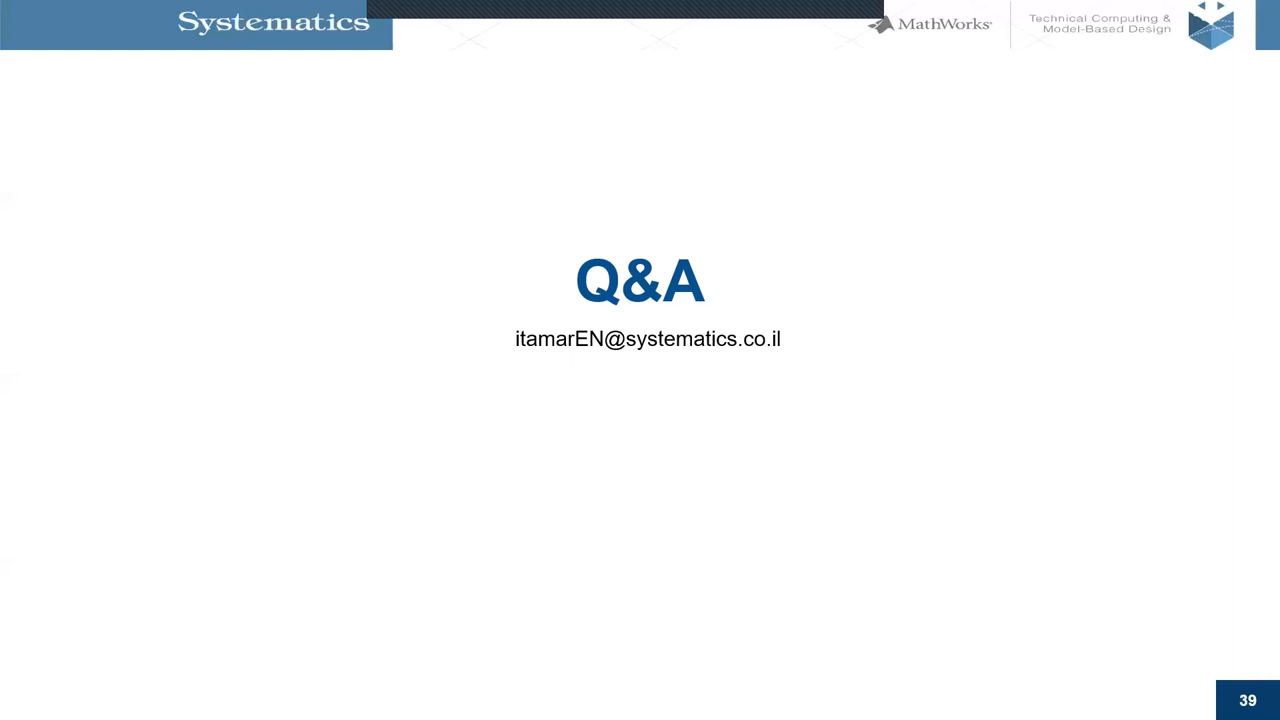 Systematics
MathWorks
Technical Computing &
Model-Based Design
Q&A
itamarEN@systematics.co.il
39